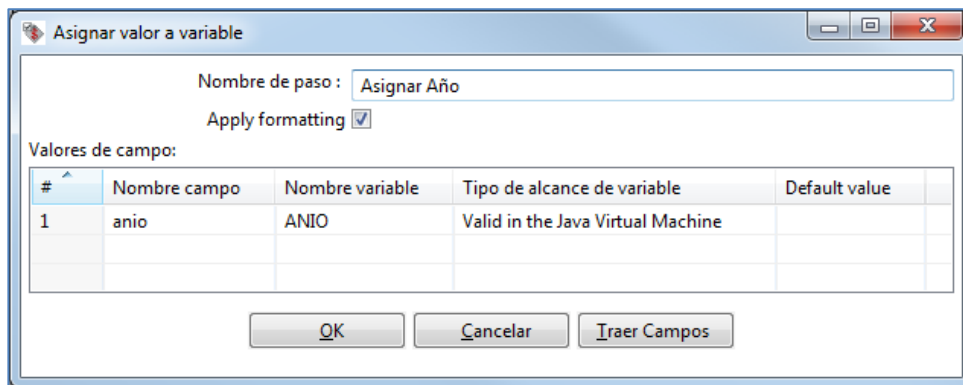 Asignar valor a variable
Nombre de paso : Asignar Año
Apply formatting
Valores de campo:
# Nombre campo Nombre variable Tipo de alcance de variable Default value
1 anio ANIO Valid in the Java Virtual Machine
OK Cancelar Traer Campos